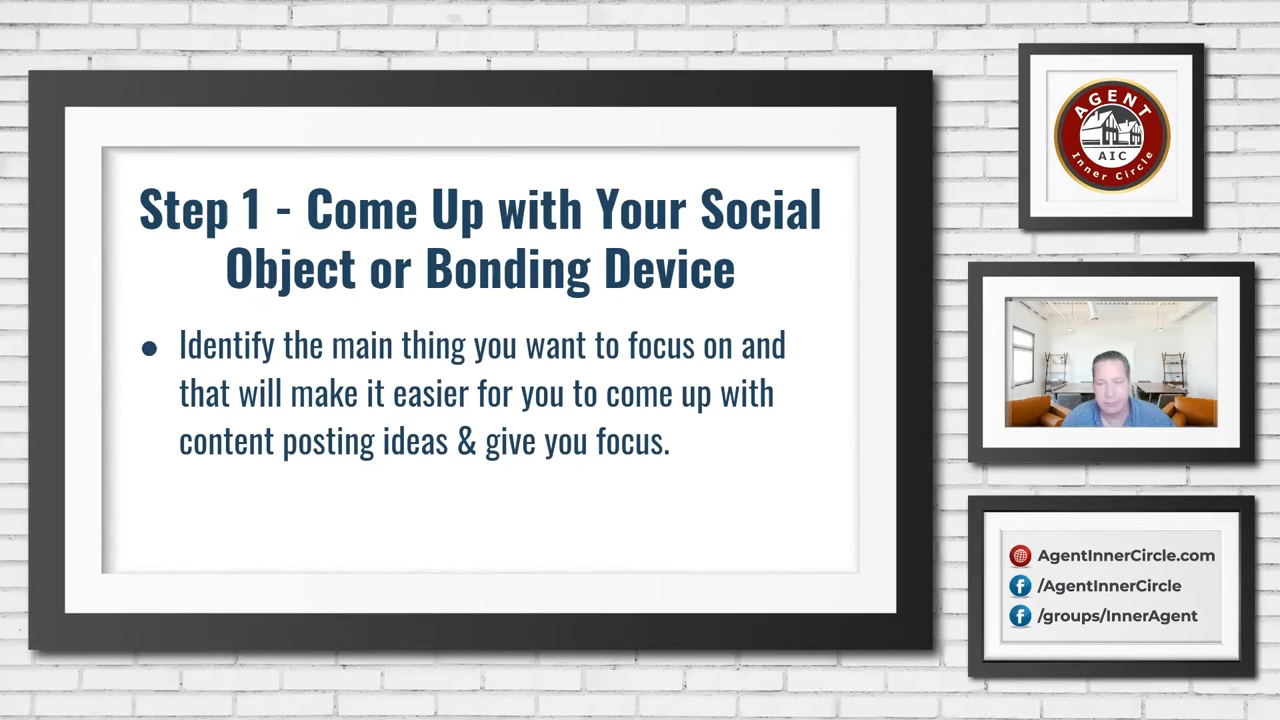 Step 1 - Come Up with Your Social
Object or Bonding Device
● Identify the main thing you want to focus on and
that will make it easier for you to come up with
content posting ideas & give you focus.
AGENT
AIC
Inner Circle
AgentInnerCircle.com
/AgentInnerCircle
/groups/InnerAgent